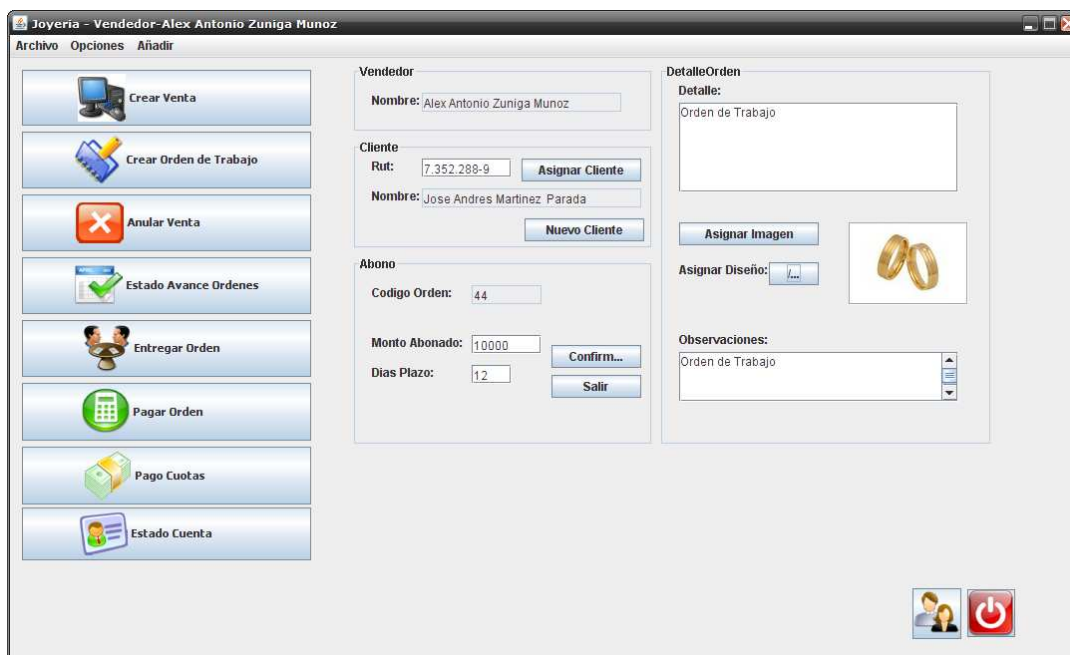 Joyeria - Vendedor-Alex Antonio Zuniga Munoz
Archivo Opciones Añadir
Crear Venta
Crear Orden de Trabajo
Anular Venta
Estado Avance Ordenes
Entregar Orden
Pagar Orden
Pago Cuotas
Estado Cuenta
Vendedor
Nombre: Alex Antonio Zuniga Munoz
Cliente
Rut: 7.352.288-9 Asignar Cliente
Nombre: Jose Andres Martinez Parada
Nuevo Cliente
Abono
Codigo Orden: 44
Monto Abonado: 10000
Confirm...
Dias Plazo: 12
Salir
DetalleOrden
Detalle:
Orden de Trabajo
Asignar Imagen
Asignar Diseño: /...
Observaciones:
Orden de Trabajo